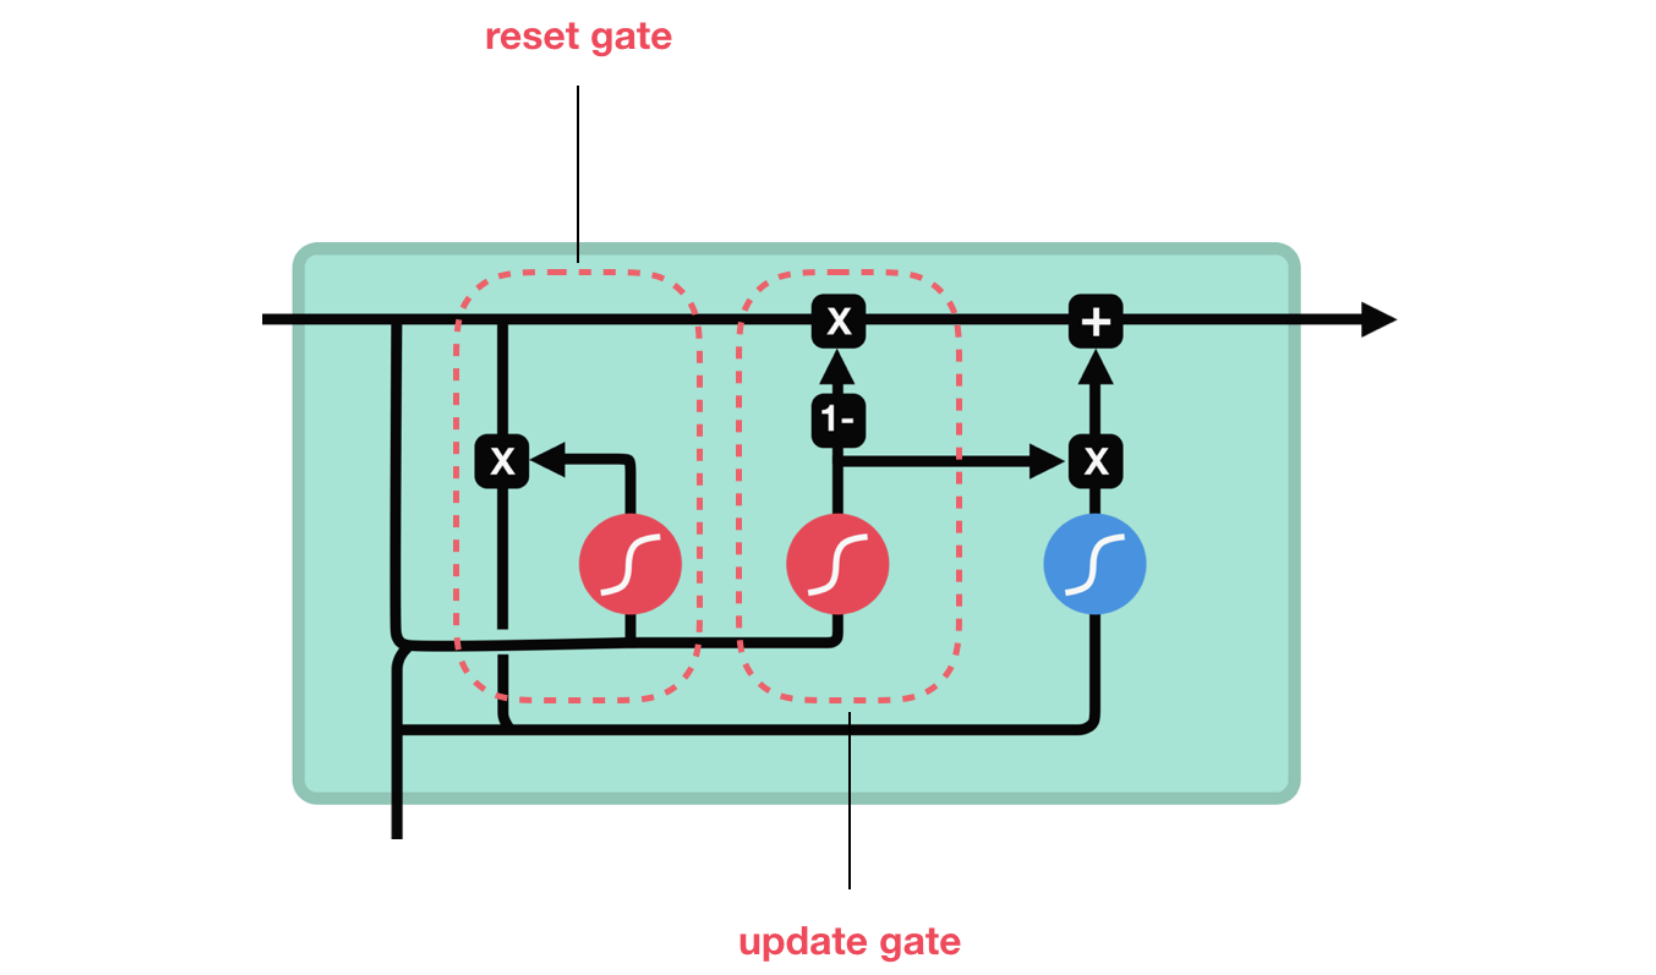 reset gate
X
+
1-
X
X
update gate